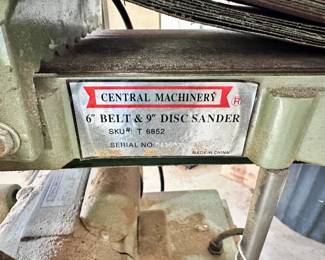 CENTRAL MACHINERY
®
6" BELT & 9" DISC SANDER
SKU#: T 6852
SERIAL NO.
MADE IN CHINA